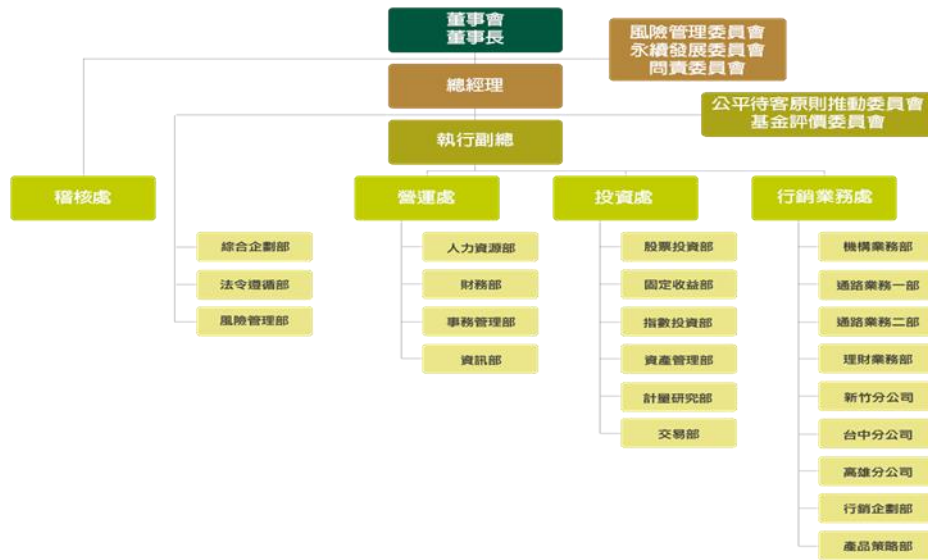 董事會
董事長
風險管理委員會
永續發展委員會
問責委員會
總經理
公平待客原則推動委員會
基金評價委員會
執行副總
稽核處
營運處
投資處
行銷業務處
綜合企劃部
法令遵循部
風險管理部
人力資源部
財務部
事務管理部
資訊部
股票投資部
固定收益部
指數投資部
資產管理部
計量研究部
交易部
機構業務部
通路業務一部
通路業務二部
理財業務部
新竹分公司
台中分公司
高雄分公司
行銷企劃部
產品策略部